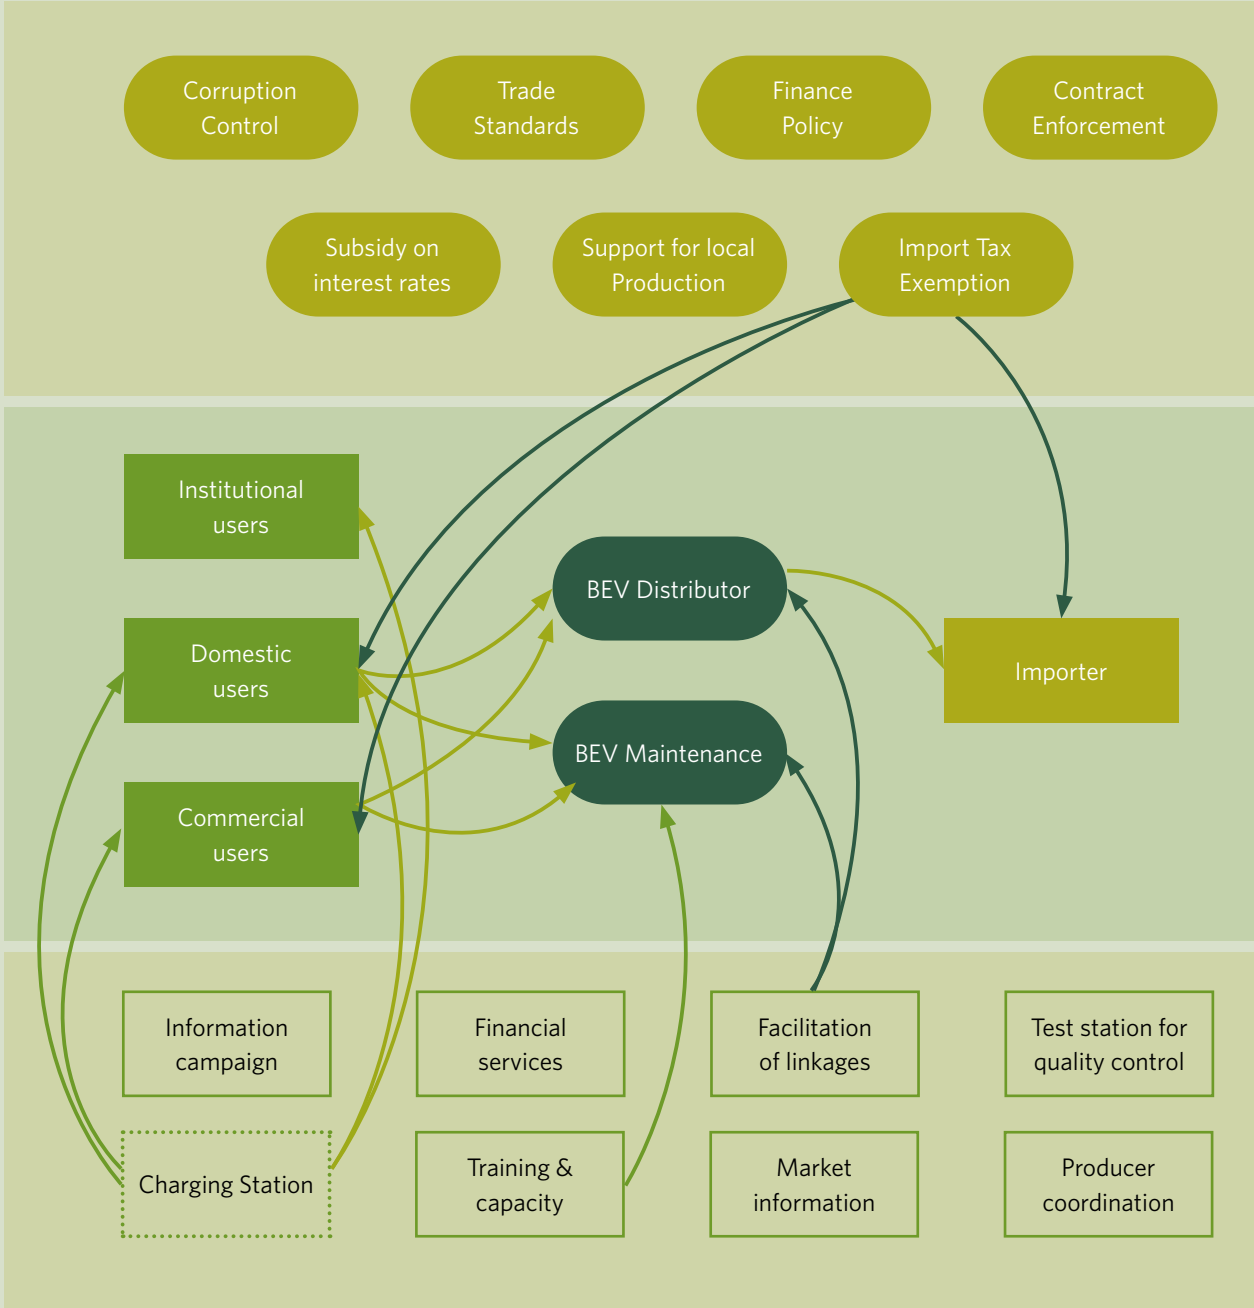 Corruption
Control
Trade
Standards
Finance
Policy
Contract
Enforcement
Subsidy on
interest rates
Support for local
Production
Import Tax
Exemption
Institutional
users
Domestic
users
Commercial
users
BEV Distributor
BEV Maintenance
Importer
Information
campaign
Financial
services
Facilitation
of linkages
Test station for
quality control
Charging Station
Training &
capacity
Market
information
Producer
coordination